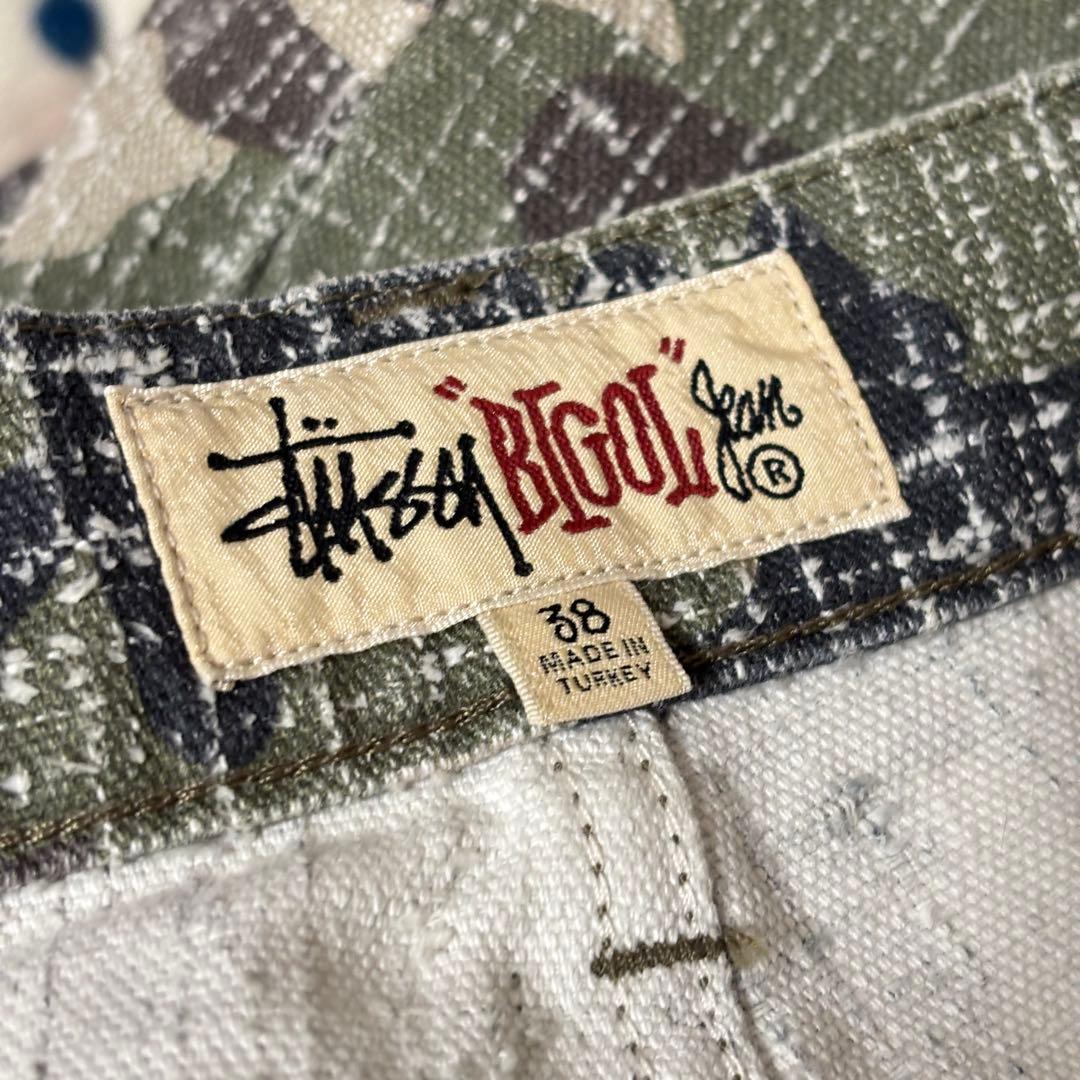 Stüssy "BIGOL" Jean ®
38
MADE IN
TURKEY